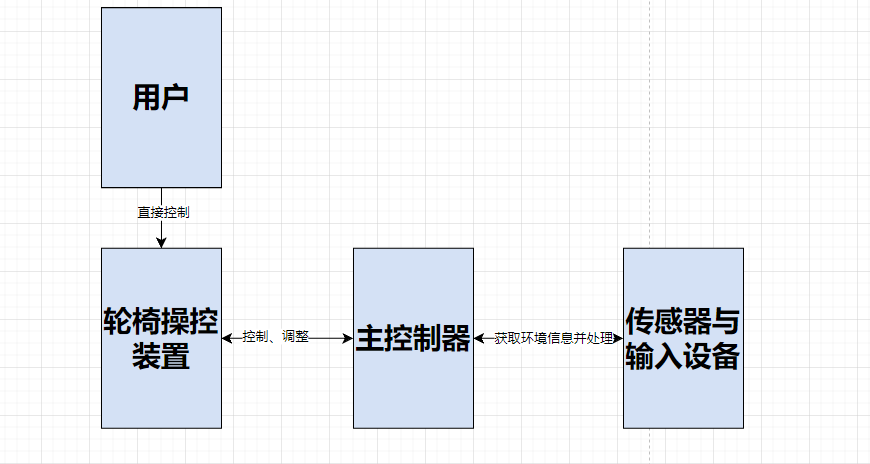 用户
直接控制
轮椅操控
装置
控制、调整
主控制器
获取环境信息并处理
传感器与
输入设备